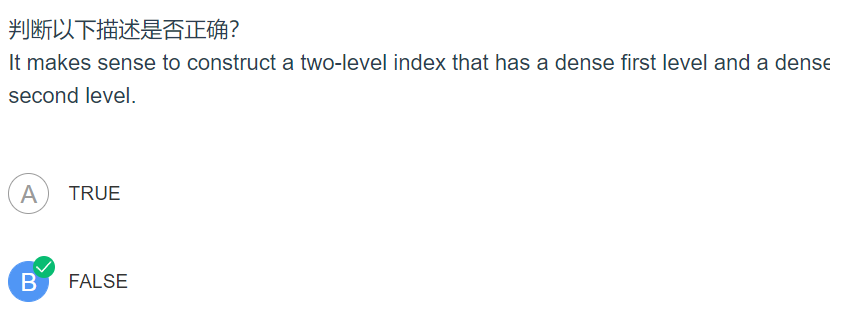 判断以下描述是否正确?
It makes sense to construct a two-level index that has a dense first level and a dense
second level.
A TRUE
B FALSE